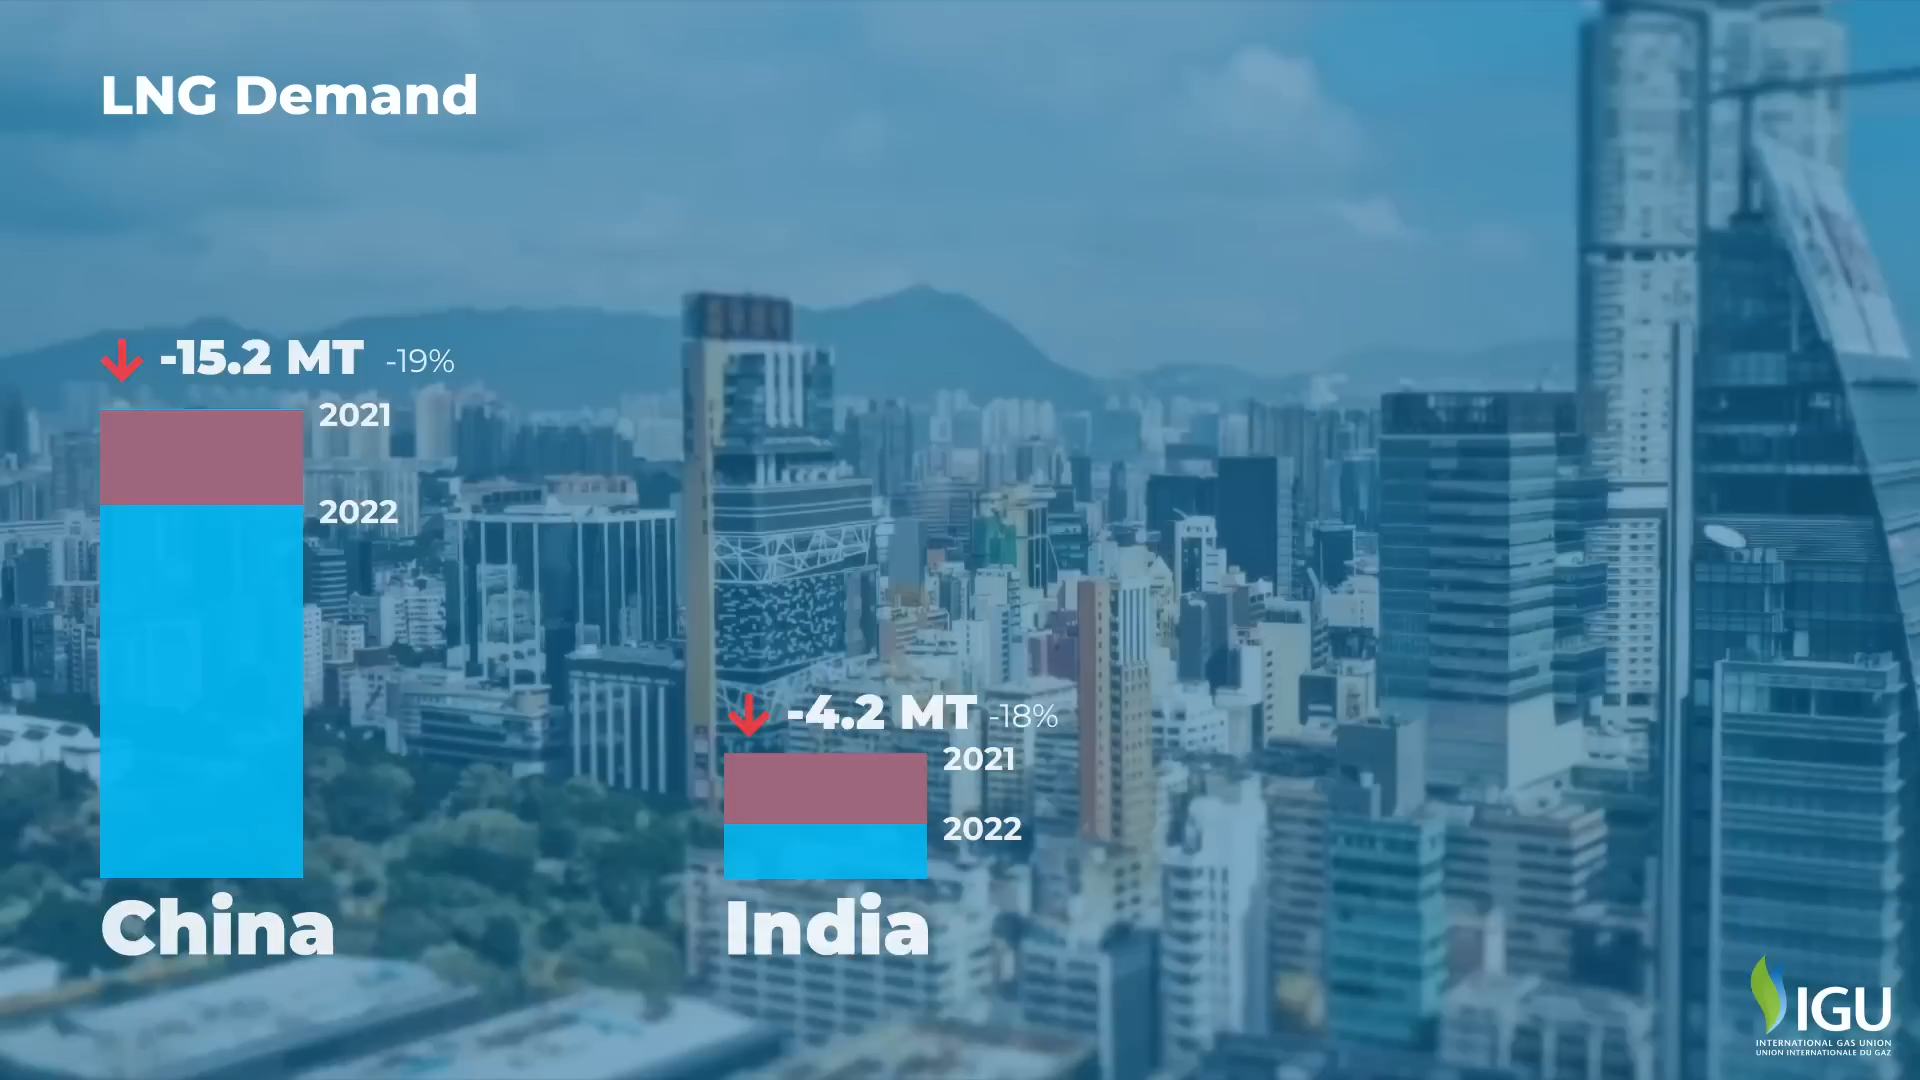 LNG Demand
-15.2 MT -19%
2021
2022
China
-4.2 MT -18%
2021
2022
India
IGU
INTERNATIONAL GAS UNION
UNION INTERNATIONALE DU GAZ